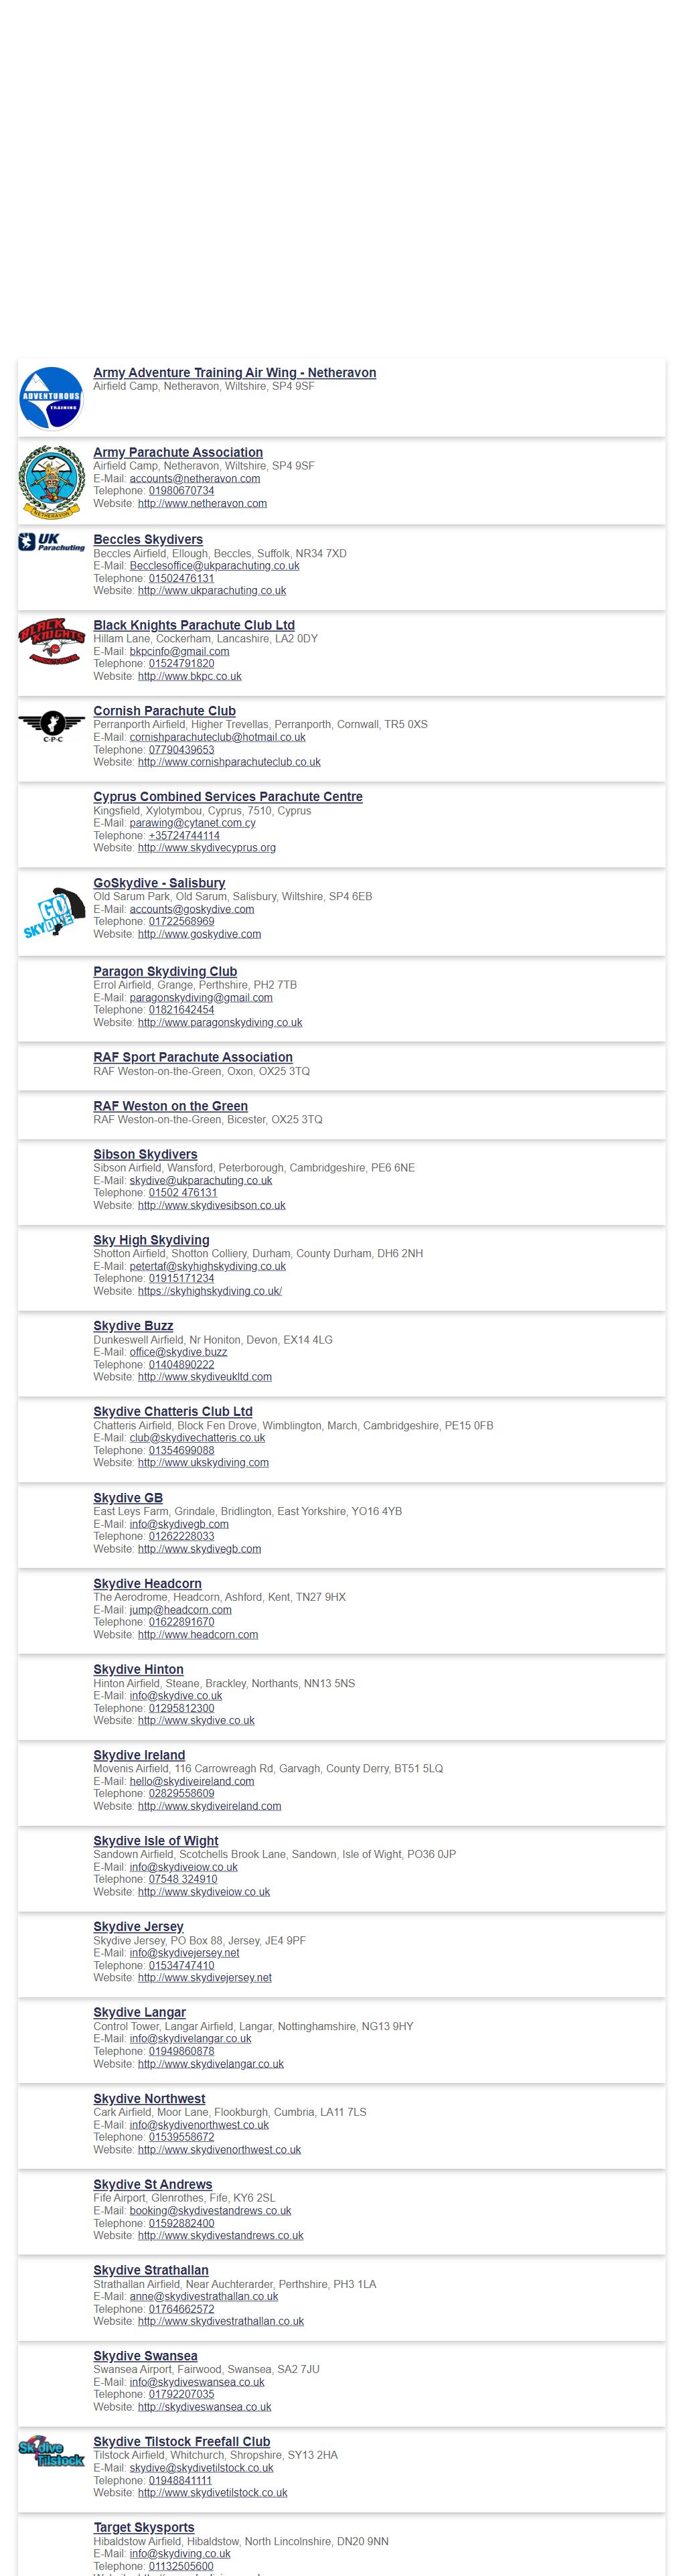 ADVENTUROUS
TRAINING
Army Adventure Training Air Wing - Netheravon
Airfield Camp, Netheravon, Wiltshire, SP4 9SF
NETHERAVON
Army Parachute Association
Airfield Camp, Netheravon, Wiltshire, SP4 9SF
E-Mail: accounts@netheravon.com
Telephone: 01980670734
Website: http://www.netheravon.com
UK
Parachuting
Beccles Skydivers
Beccles Airfield, Ellough, Beccles, Suffolk, NR34 7XD
E-Mail: Becclesoffice@ukparachuting.co.uk
Telephone: 01502476131
Website: http://www.ukparachuting.co.uk
BLACK KNIGHTS
Black Knights Parachute Club Ltd
Hillam Lane, Cockerham, Lancashire, LA2 0DY
E-Mail: bkpcinfo@gmail.com
Telephone: 01524791820
Website: http://www.bkpc.co.uk
C-P-C
Cornish Parachute Club
Perranporth Airfield, Higher Trevellas, Perranporth, Cornwall, TR5 0XS
E-Mail: cornishparachuteclub@hotmail.co.uk
Telephone: 07790439653
Website: http://www.cornishparachuteclub.co.uk
Cyprus Combined Services Parachute Centre
Kingsfield, Xylotymbou, Cyprus, 7510, Cyprus
E-Mail: parawing@cytanet.com.cy
Telephone: +35724744114
Website: http://www.skydivecyprus.org
GO
SKYDIVE
GoSkydive - Salisbury
Old Sarum Park, Old Sarum, Salisbury, Wiltshire, SP4 6EB
E-Mail: accounts@goskydive.com
Telephone: 01722568969
Website: http://www.goskydive.com
Paragon Skydiving Club
Errol Airfield, Grange, Perthshire, PH2 7TB
E-Mail: paragonskydiving@gmail.com
Telephone: 01821642454
Website: http://www.paragonskydiving.co.uk
RAF Sport Parachute Association
RAF Weston-on-the-Green, Oxon, OX25 3TQ
RAF Weston on the Green
RAF Weston-on-the-Green, Bicester, OX25 3TQ
Sibson Skydivers
Sibson Airfield, Wansford, Peterborough, Cambridgeshire, PE6 6NE
E-Mail: skydive@ukparachuting.co.uk
Telephone: 01502 476131
Website: http://www.skydivesibson.co.uk
Sky High Skydiving
Shotton Airfield, Shotton Colliery, Durham, County Durham, DH6 2NH
E-Mail: petertaf@skyhighskydiving.co.uk
Telephone: 01915171234
Website: https://skyhighskydiving.co.uk/
Skydive Buzz
Dunkeswell Airfield, Nr Honiton, Devon, EX14 4LG
E-Mail: office@skydive.buzz
Telephone: 01404890222
Website: http://www.skydiveukltd.com
Skydive Chatteris Club Ltd
Chatteris Airfield, Block Fen Drove, Wimblington, March, Cambridgeshire, PE15 0FB
E-Mail: club@skydivechatteris.co.uk
Telephone: 01354699088
Website: http://www.ukskydiving.com
Skydive GB
East Leys Farm, Grindale, Bridlington, East Yorkshire, YO16 4YB
E-Mail: info@skydivegb.com
Telephone: 01262228033
Website: http://www.skydivegb.com
Skydive Headcorn
The Aerodrome, Headcorn, Ashford, Kent, TN27 9HX
E-Mail: jump@headcorn.com
Telephone: 01622891670
Website: http://www.headcorn.com
Skydive Hinton
Hinton Airfield, Steane, Brackley, Northants, NN13 5NS
E-Mail: info@skydive.co.uk
Telephone: 01295812300
Website: http://www.skydive.co.uk
Skydive Ireland
Movenis Airfield, 116 Carrowreagh Rd, Garvagh, County Derry, BT51 5LQ
E-Mail: hello@skydiveireland.com
Telephone: 02829558609
Website: http://www.skydiveireland.com
Skydive Isle of Wight
Sandown Airfield, Scotchells Brook Lane, Sandown, Isle of Wight, PO36 0JP
E-Mail: info@skydiveiow.co.uk
Telephone: 07548 324910
Website: http://www.skydiveiow.co.uk
Skydive Jersey
Skydive Jersey, PO Box 88, Jersey, JE4 9PF
E-Mail: info@skydivejersey.net
Telephone: 01534747410
Website: http://www.skydivejersey.net
Skydive Langar
Control Tower, Langar Airfield, Langar, Nottinghamshire, NG13 9HY
E-Mail: info@skydivelangar.co.uk
Telephone: 01949860878
Website: http://www.skydivelangar.co.uk
Skydive Northwest
Cark Airfield, Moor Lane, Flookburgh, Cumbria, LA11 7LS
E-Mail: info@skydivenorthwest.co.uk
Telephone: 01539558672
Website: http://www.skydivenorthwest.co.uk
Skydive St Andrews
Fife Airport, Glenrothes, Fife, KY6 2SL
E-Mail: booking@skydivestandrews.co.uk
Telephone: 01592882400
Website: http://www.skydivestandrews.co.uk
Skydive Strathallan
Strathallan Airfield, Near Auchterarder, Perthshire, PH3 1LA
E-Mail: anne@skydivestrathallan.co.uk
Telephone: 01764662572
Website: http://www.skydivestrathallan.co.uk
Skydive Swansea
Swansea Airport, Fairwood, Swansea, SA2 7JU
E-Mail: info@skydiveswansea.co.uk
Telephone: 01792207035
Website: http://skydiveswansea.co.uk
Skydive
Tilstock
Skydive Tilstock Freefall Club
Tilstock Airfield, Whitchurch, Shropshire, SY13 2HA
E-Mail: skydive@skydivetilstock.co.uk
Telephone: 01948841111
Website: http://www.skydivetilstock.co.uk
Target Skysports
Hibaldstow Airfield, Hibaldstow, North Lincolnshire, DN20 9NN
E-Mail: info@skydiving.co.uk
Telephone: 01132505600